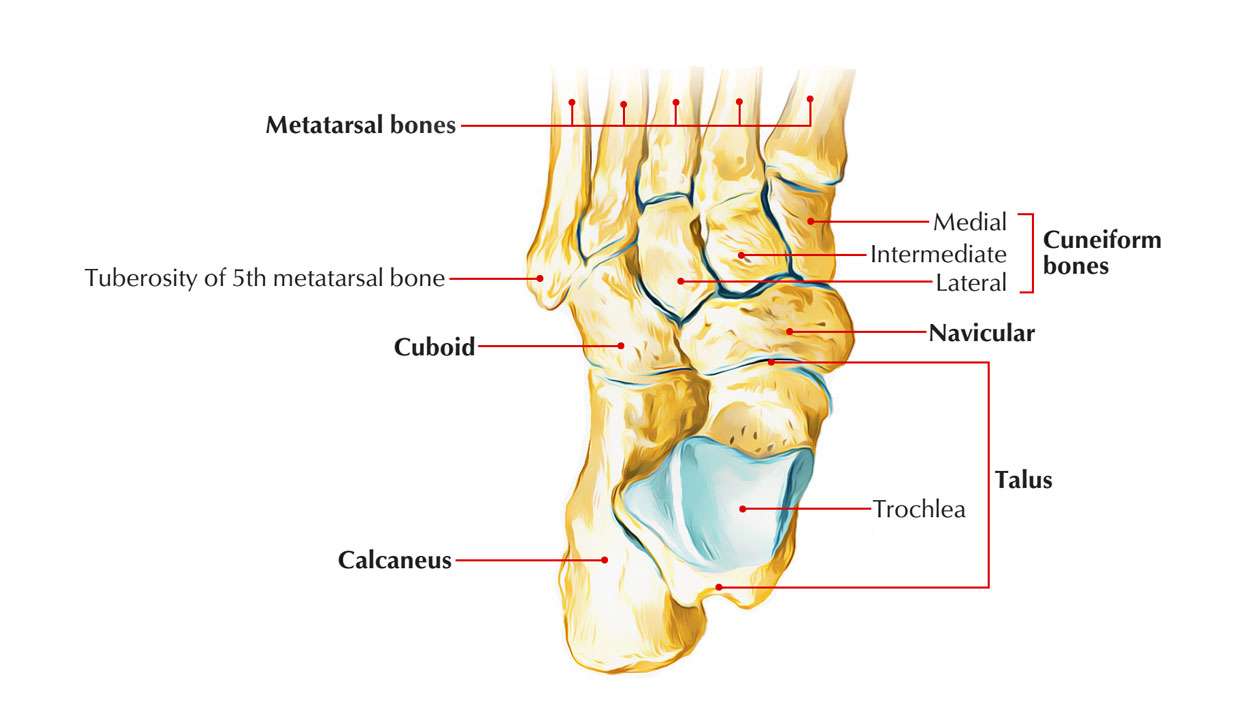 Metatarsal bones
Medial
Intermediate
Lateral
Cuneiform
bones
Tuberosity of 5th metatarsal bone
Navicular
Cuboid
Talus
Trochlea
Calcaneus